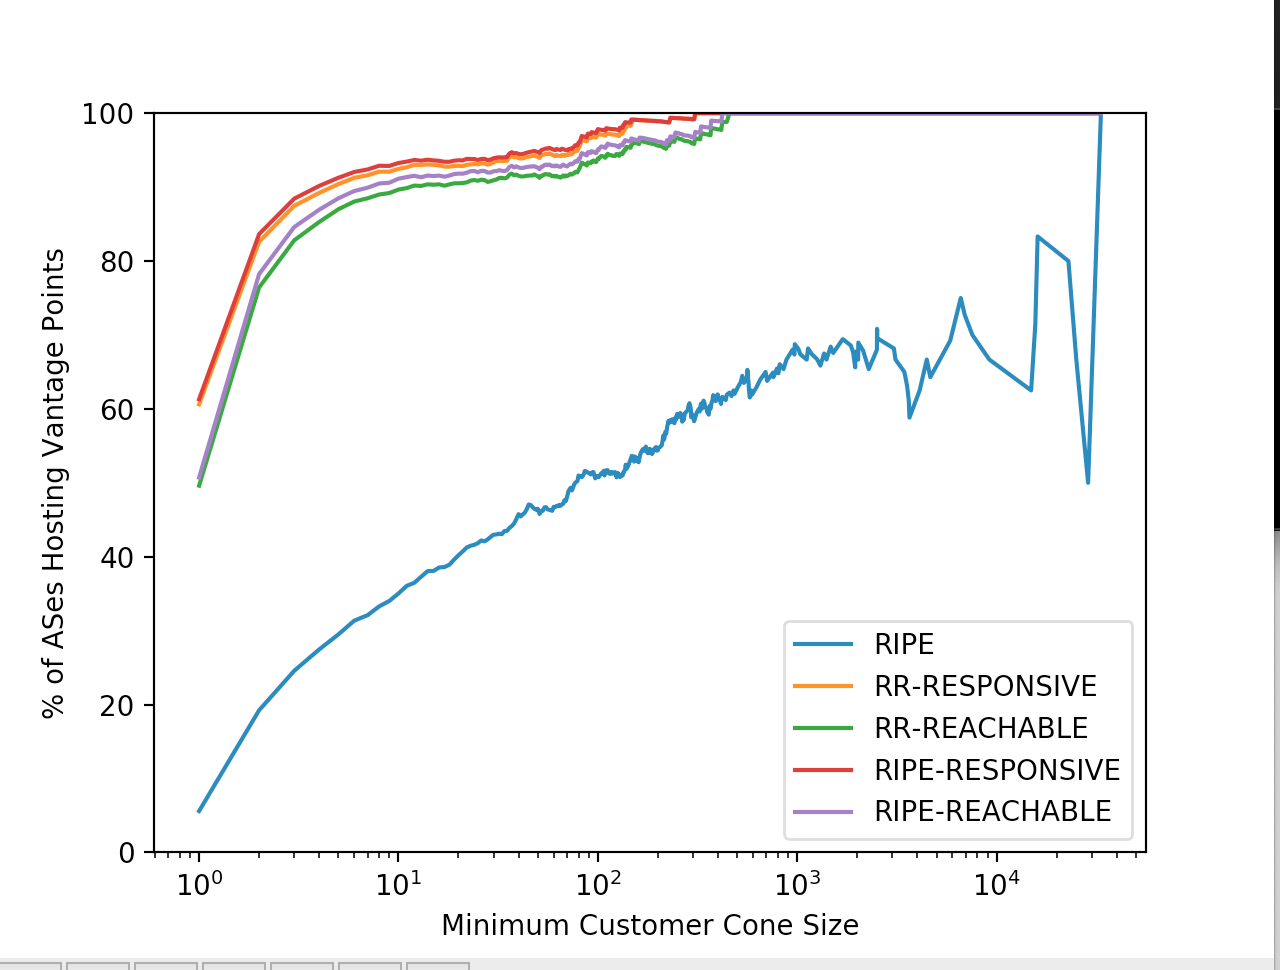 100
80
60
40
20
0
% of ASes Hosting Vantage Points
RIPE
RR-RESPONSIVE
RR-REACHABLE
RIPE-RESPONSIVE
RIPE-REACHABLE
10⁰ 10¹ 10² 10³ 10⁴
Minimum Customer Cone Size